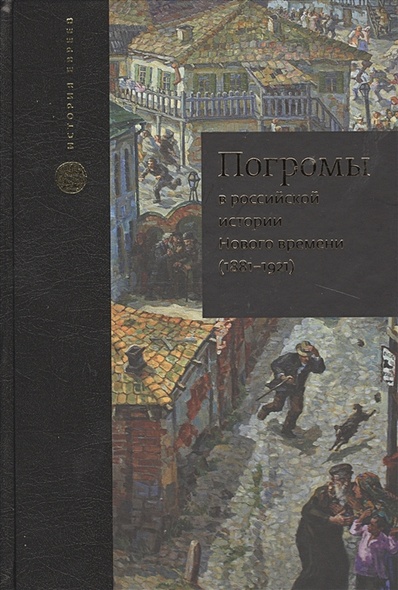 ИСТОРИЯ ЕВРЕЕВ
Погромы
в российской
истории
Нового времени
(1881–1921)